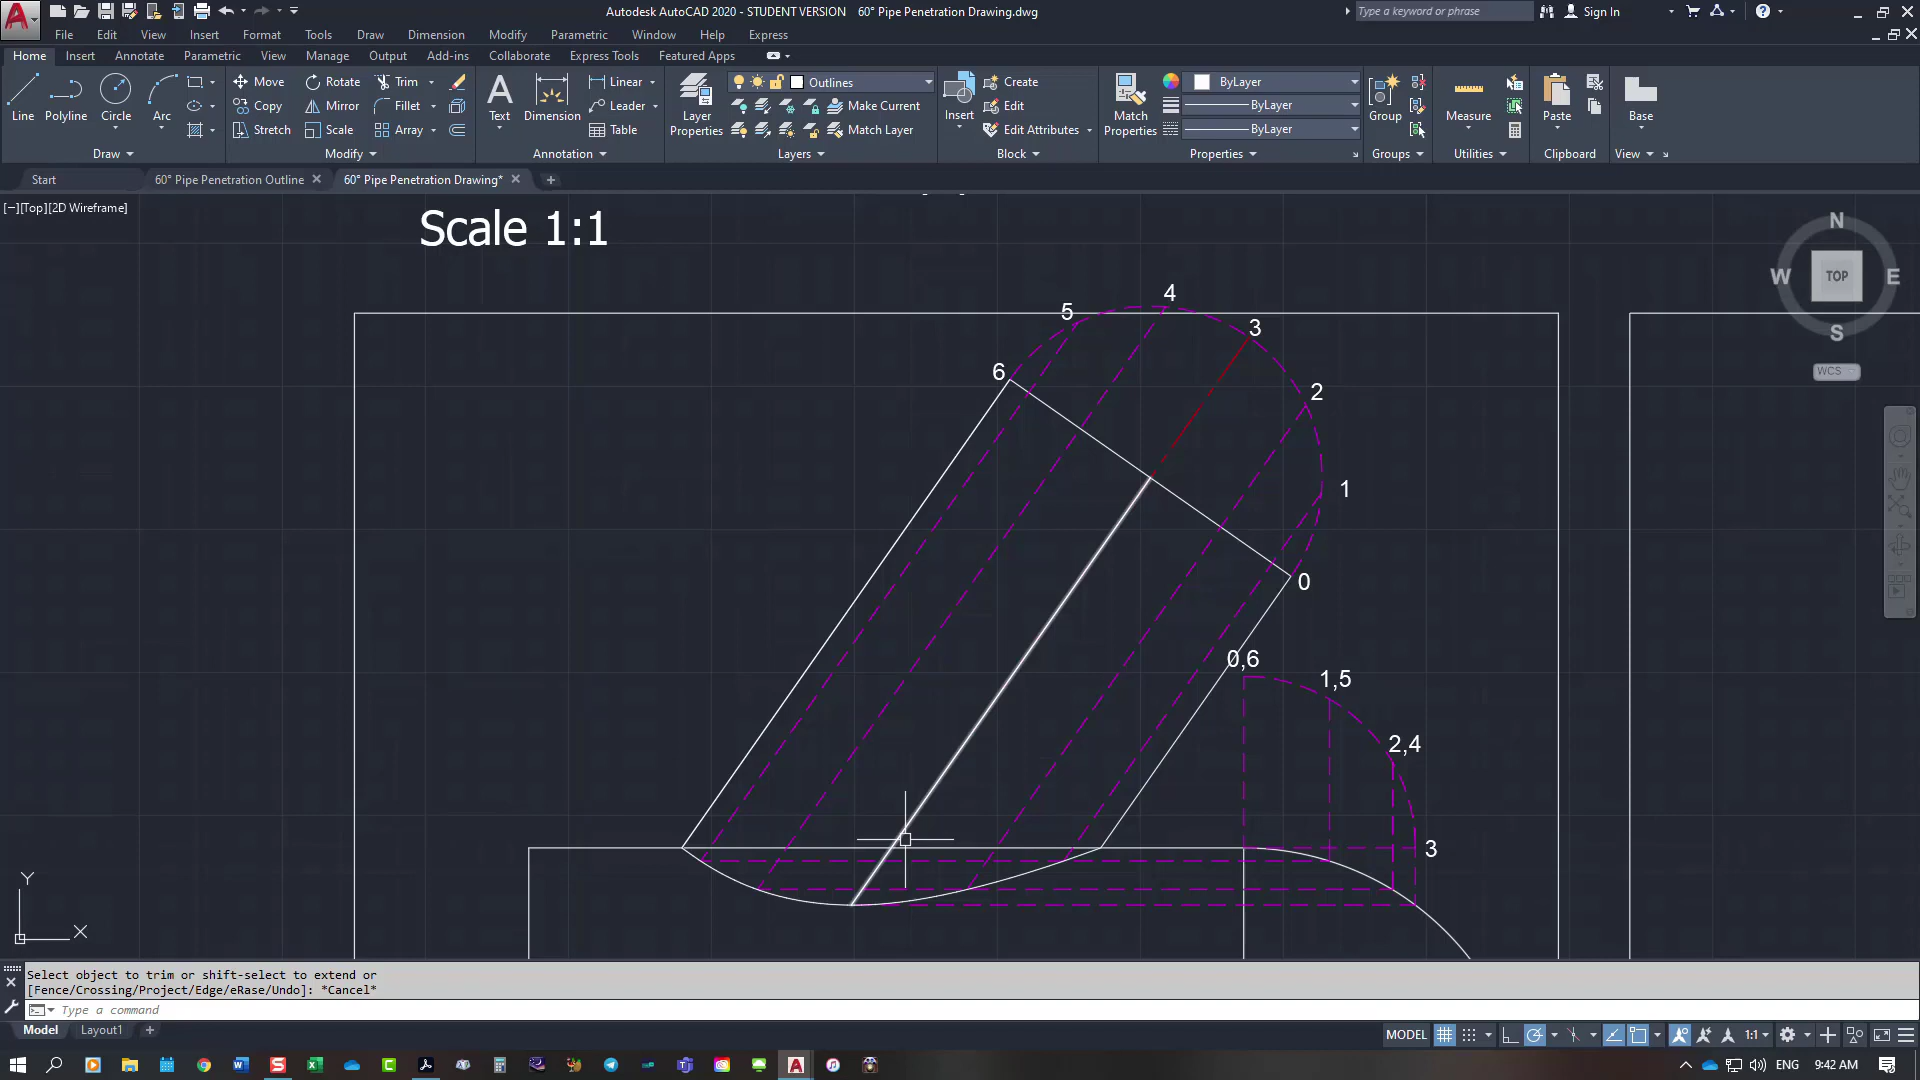 Autodesk AutoCAD 2020 - STUDENT VERSION 60° Pipe Penetration Drawing.dwg
Type a keyword or phrase
Sign In
File Edit View Insert Format Tools Draw Dimension Modify Parametric Window Help Express
Home Insert Annotate Parametric View Manage Output Add-ins Collaborate Express Tools Featured Apps
Line Polyline Circle Arc
Move Rotate Trim
Copy Mirror Fillet
Stretch Scale Array
Text Dimension
Linear
Leader
Table
Layer Properties
Outlines
Make Current
Match Layer
Insert
Create
Edit
Edit Attributes
Match Properties
ByLayer
ByLayer
ByLayer
Group
Measure
Paste
Base
Draw Modify Annotation Layers Block Properties Groups Utilities Clipboard View
Start 60° Pipe Penetration Outline 60° Pipe Penetration Drawing*
[−][Top][2D Wireframe]
Scale 1:1
N
W TOP E
S
WCS
4
5
3
6
2
1
0
0,6
1,5
2,4
3
Y
X
Select object to trim or shift-select to extend or
[Fence/Crossing/Project/Edge/eRase/Undo]: *Cancel*
Type a command
Model Layout1
MODEL 1:1
ENG 9:42 AM